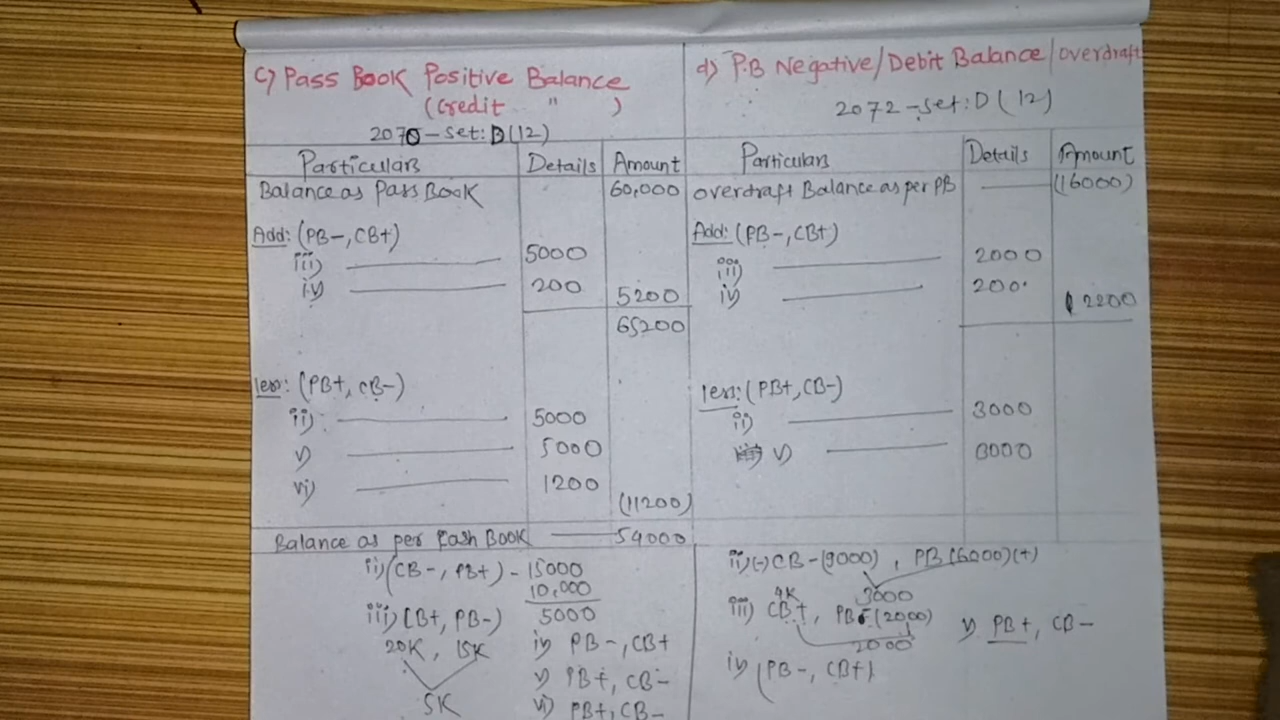 c) Pass Book Positive Balance
(Credit " )
2070-set: D(12)
Particulars Details Amount
Balance as Pass Book 60,000
Add: (PB-, CB+)
iii) 5000
iv) 200 5200
65200
less: (PB+, CB-)
ii) 5000
v) 5000
vi) 1200
(11200)
Balance as per Cash Book 54000
ii) (CB-, PB+) - 15000
10,000
5000
iii) CB+, PB-)
20K, 15K
5K
iv) PB-, CB+
v) PB+, CB-
vi) PB+, CB-
d) P.B Negative/Debit Balance/overdraft
2072-set: D(12)
Particulars Details Amount
overdraft Balance as per PB (16000)
Add: (PB-, CB+)
iii) 2000
iv) 200. 2200
less: (PB+, CB-)
ii) 3000
v) 3000
ii) (-) CB-(9000), PB(6000)(+)
3000
4K
iii) CB+, PB (2000)
2000
v) PB+, CB-
iv) (PB-, CB+)